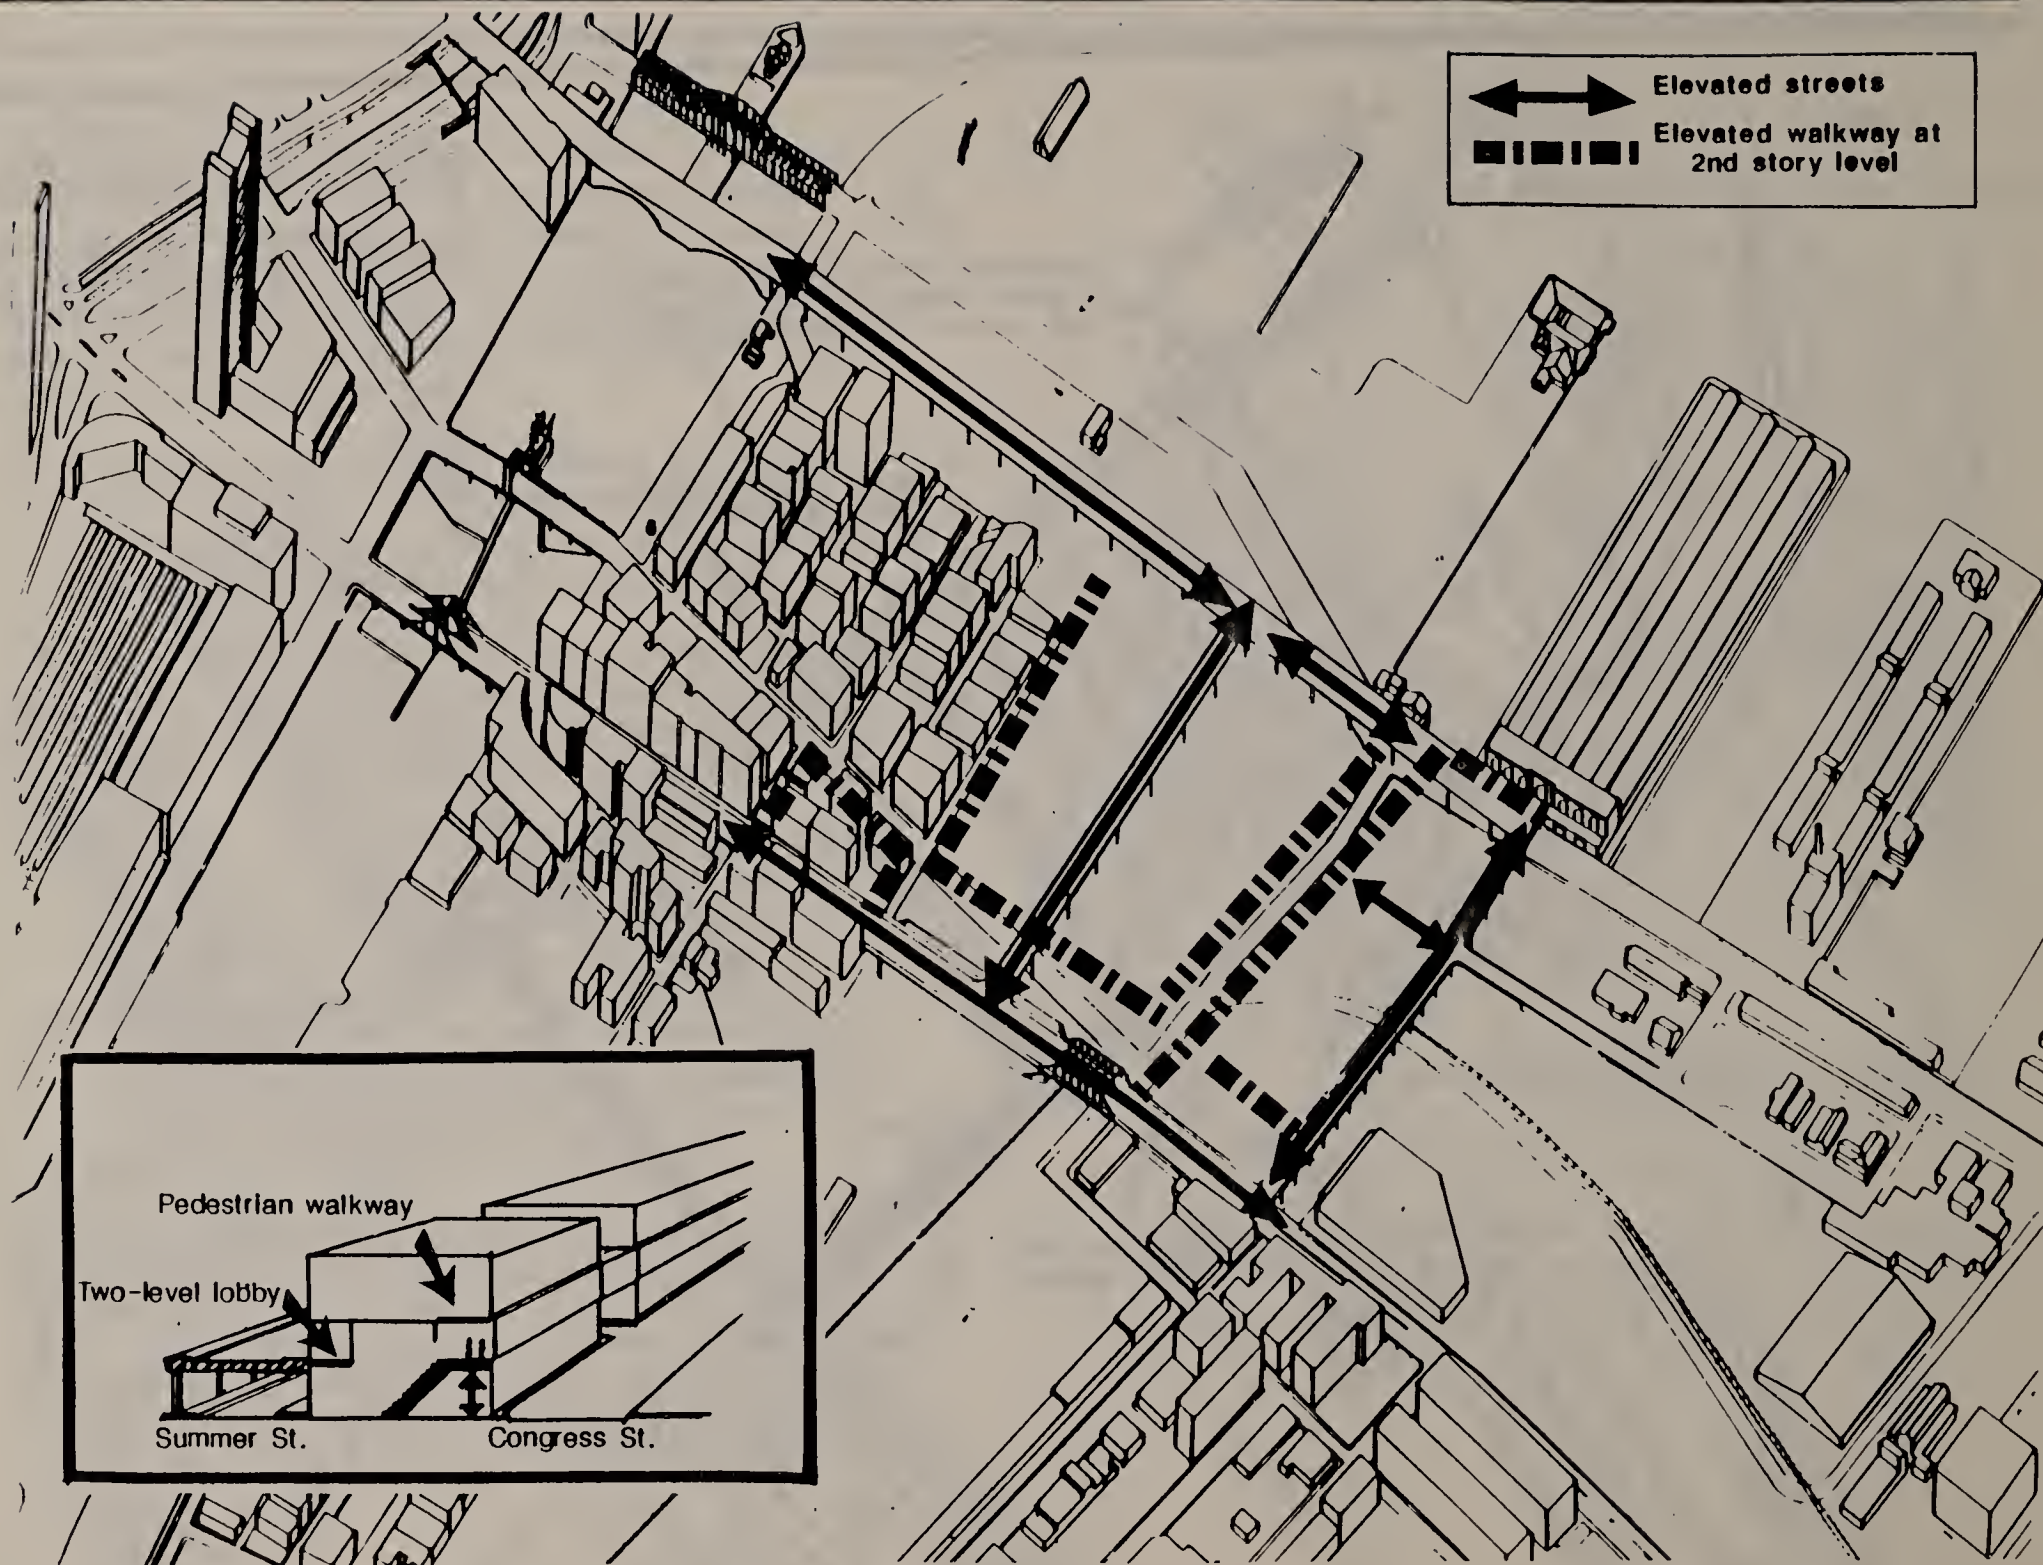 Elevated streets
Elevated walkway at
2nd story level
Pedestrian walkway
Two-level lobby
Summer St.
Congress St.